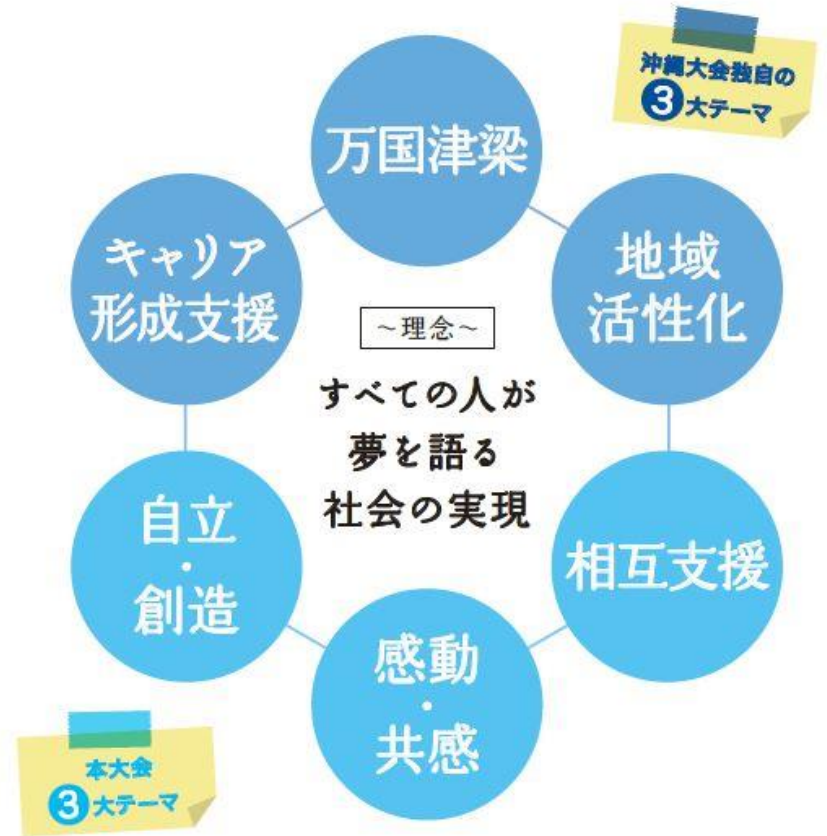 沖縄大会独自の
3大テーマ
万国津梁
キャリア
形成支援
地域
活性化
～理念～
すべての人が
夢を語る
社会の実現
自立
・
創造
相互支援
感動
・
共感
本大会
3大テーマ